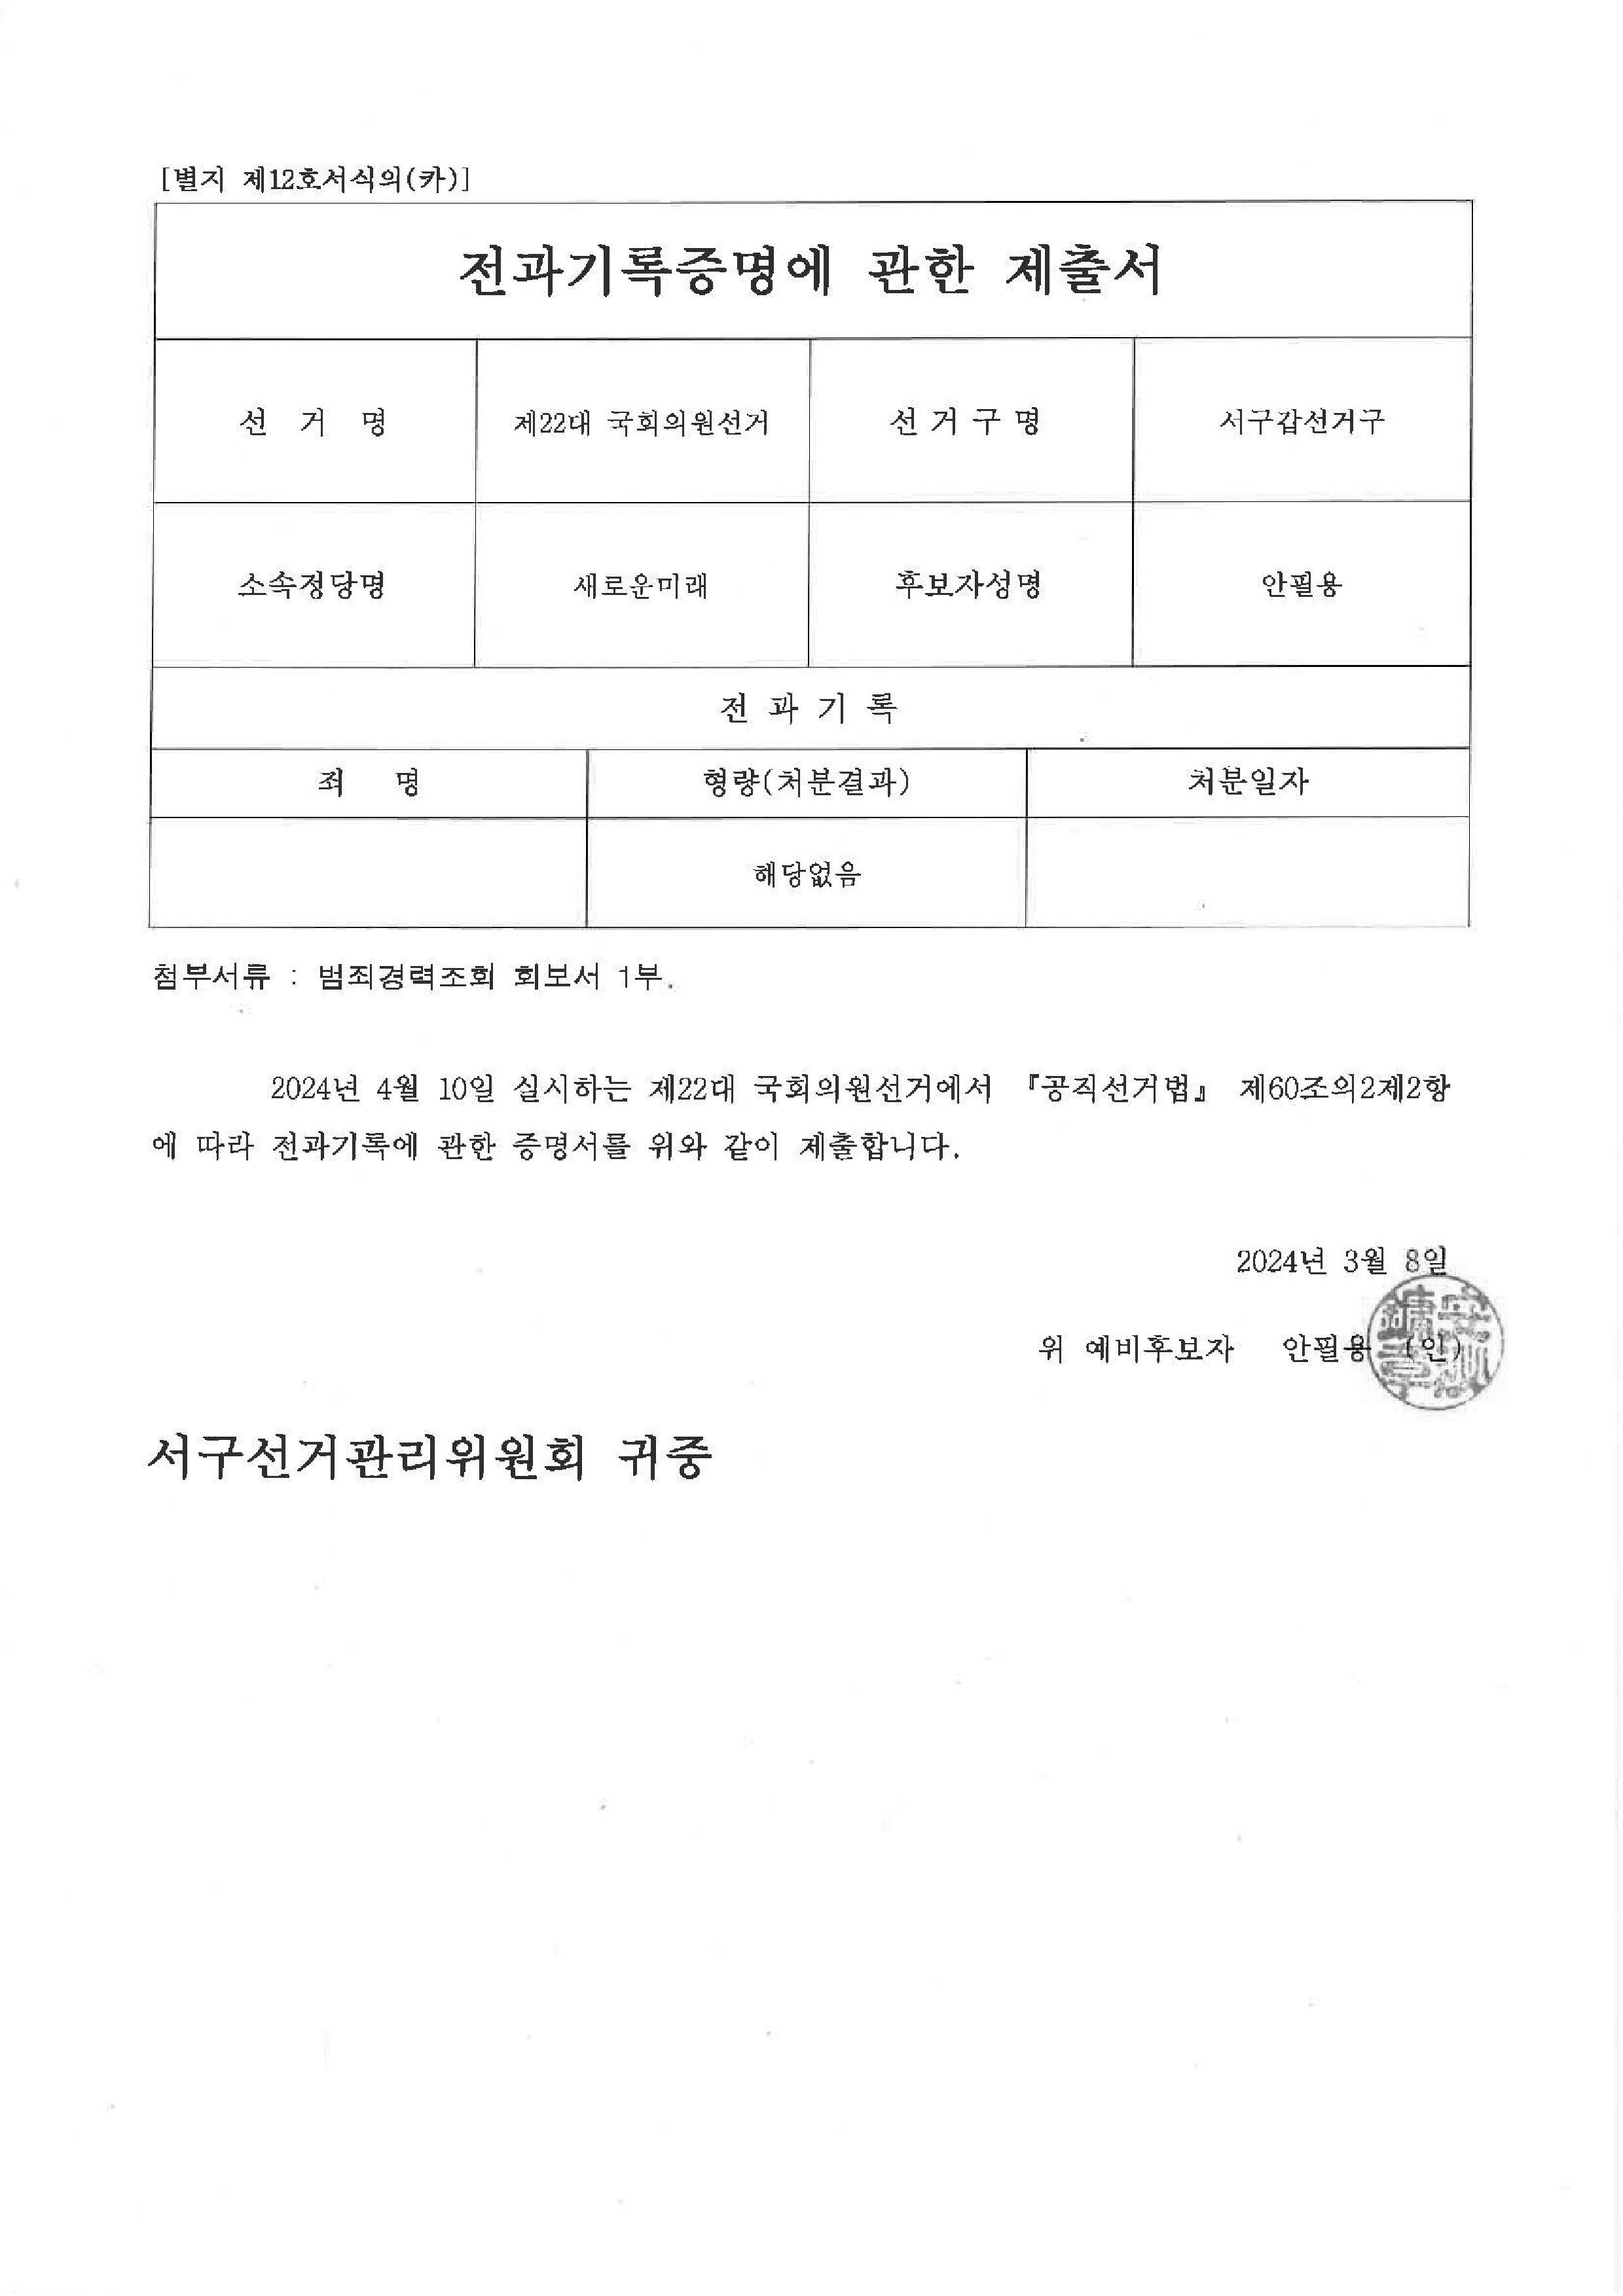 [별지 제12호서식의(카)]
전과기록증명에 관한 제출서
선 거 명 제22대 국회의원선거 선 거 구 명 서구갑선거구
소속정당명 새로운미래 후보자성명 안필용
전 과 기 록
죄 명 형량(처분결과) 처분일자
해당없음
첨부서류 : 범죄경력조회 회보서 1부.
2024년 4월 10일 실시하는 제22대 국회의원선거에서 『공직선거법』 제60조의2제2항
에 따라 전과기록에 관한 증명서를 위와 같이 제출합니다.
2024년 3월 8일
위 예비후보자 안필용 (인)
서구선거관리위원회 귀중